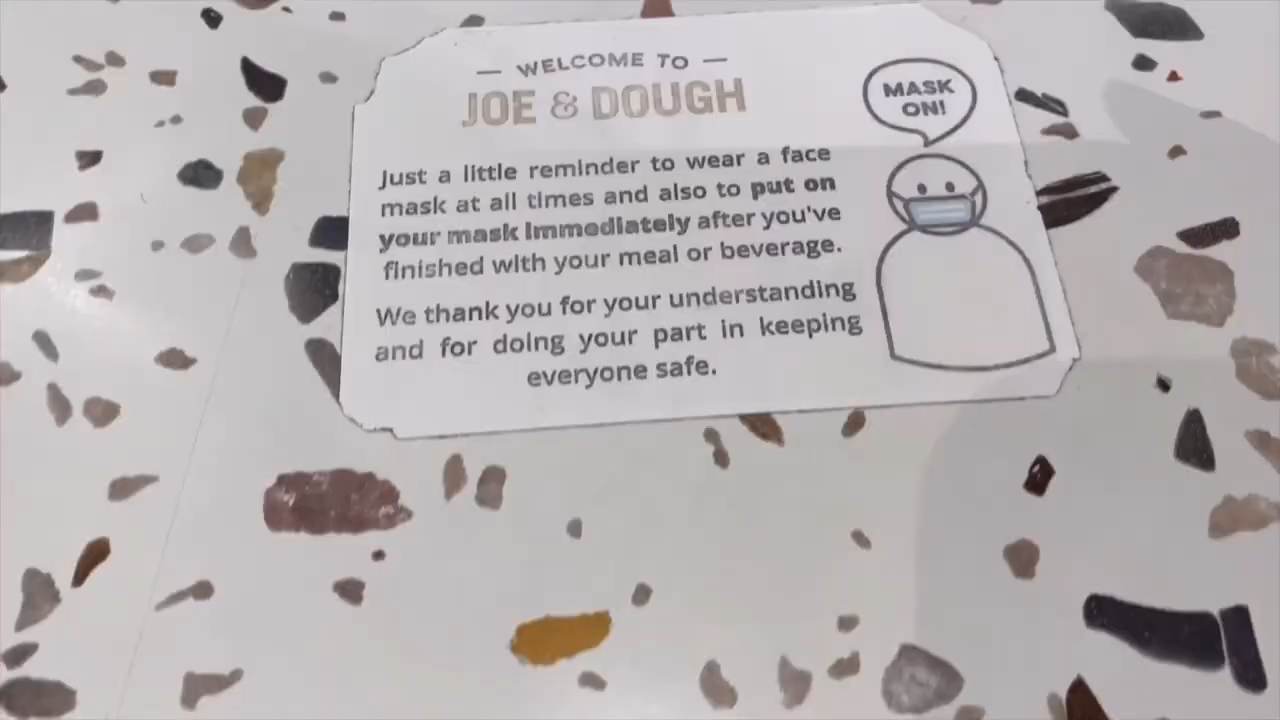 — WELCOME TO —
JOE & DOUGH
MASK
ON!
Just a little reminder to wear a face
mask at all times and also to put on
your mask immediately after you've
finished with your meal or beverage.
We thank you for your understanding
and for doing your part in keeping
everyone safe.